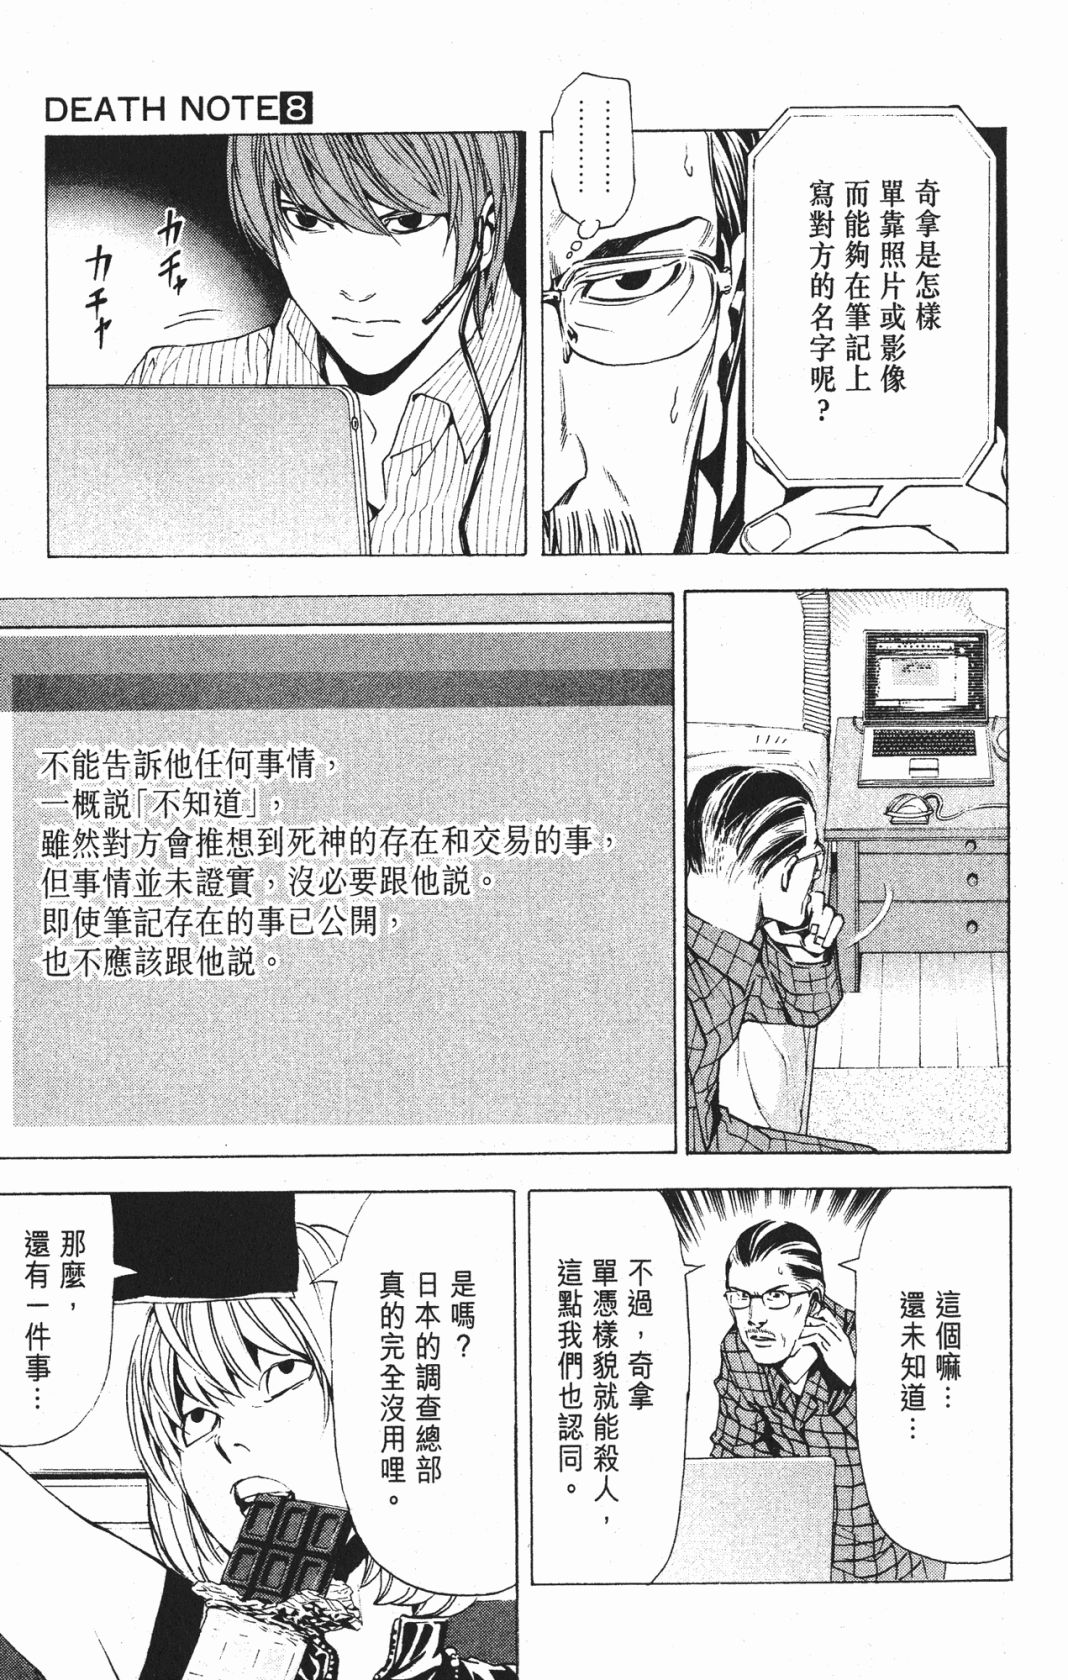 DEATH NOTE 8
奇拿是怎樣
單靠照片或影像
而能夠在筆記上
寫對方的名字呢？
…………
…………
カチャ
カチャ
不能告訴他任何事情，
一概説「不知道」，
雖然對方會推想到死神的存在和交易的事，
但事情並未證實，沒必要跟他説。
即使筆記存在的事已公開，
也不應該跟他説。
這個嘛…
還未知道…
不過，奇拿
單憑樣貌就能殺人，
這點我們也認同。
是嗎？
日本的調查總部
真的完全沒用哩。
那麼，
還有一件事…